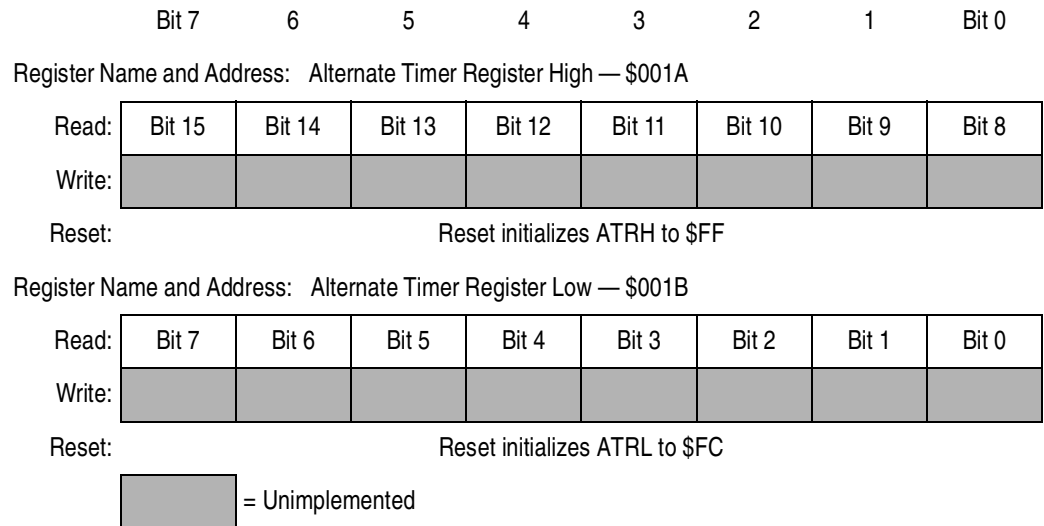 Bit 7 6 5 4 3 2 1 Bit 0
Register Name and Address: Alternate Timer Register High — $001A
Read: Bit 15 Bit 14 Bit 13 Bit 12 Bit 11 Bit 10 Bit 9 Bit 8
Write:
Reset: Reset initializes ATRH to $FF
Register Name and Address: Alternate Timer Register Low — $001B
Read: Bit 7 Bit 6 Bit 5 Bit 4 Bit 3 Bit 2 Bit 1 Bit 0
Write:
Reset: Reset initializes ATRL to $FC
= Unimplemented